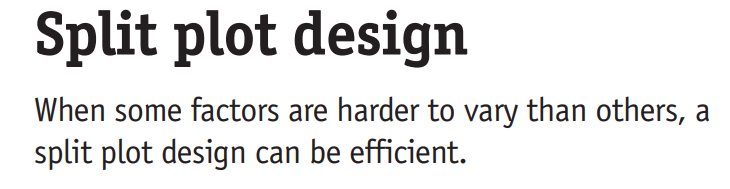 Split plot design
When some factors are harder to vary than others, a
split plot design can be efficient.